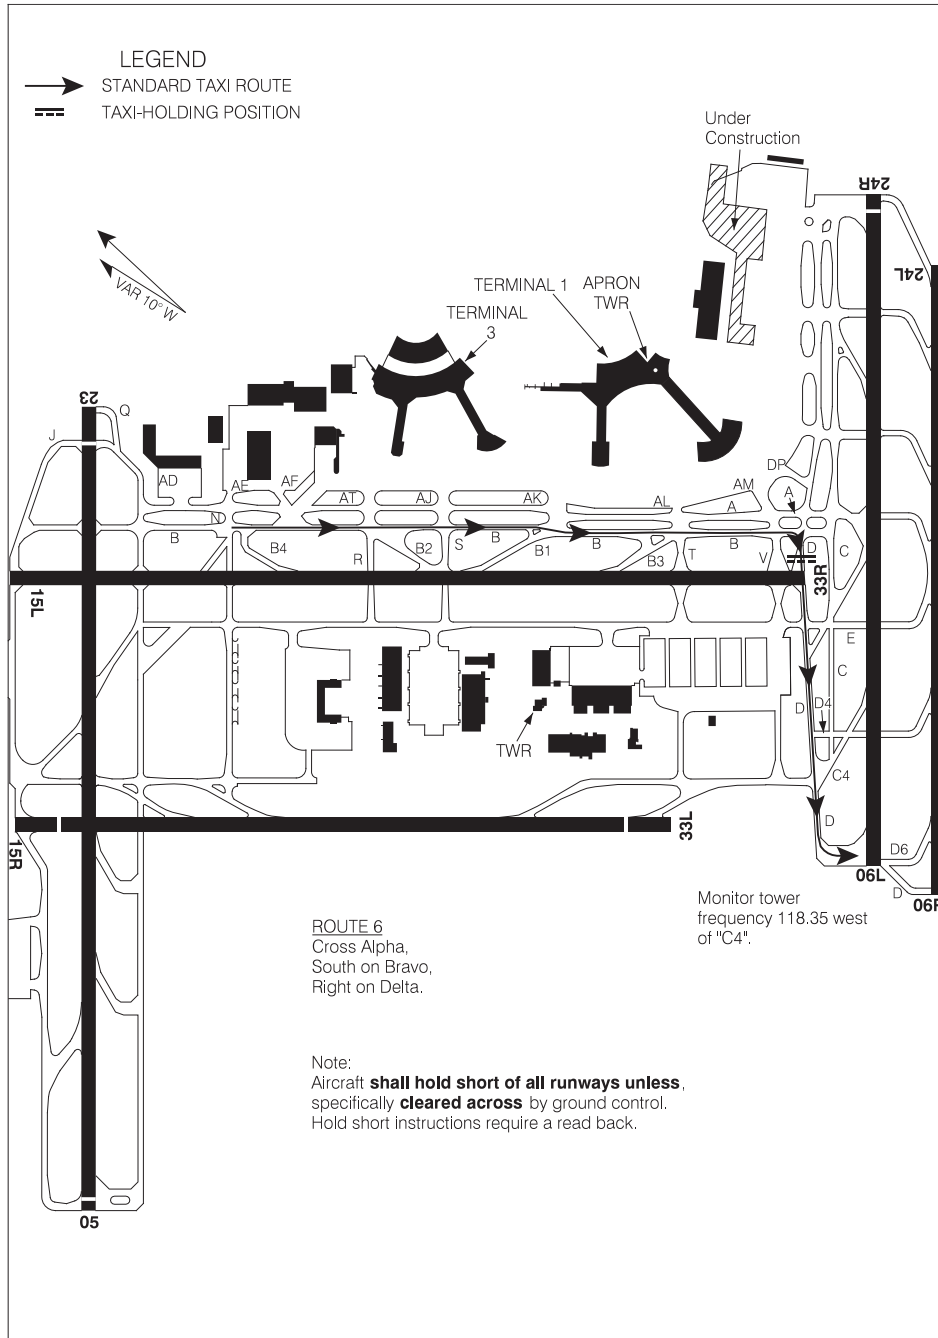 LEGEND
STANDARD TAXI ROUTE
TAXI-HOLDING POSITION
Under
Construction
24R
24L
VAR 10° W
TERMINAL 1
APRON
TWR
TERMINAL
3
23
Q
J
DP
AD
AE
AF
AT
AJ
AK
AL
AM
A
A
N
B
B4
R
B2
S
B
B1
B
B3
T
B
V
D
C
15L
33R
E
C
D
D4
TWR
C4
D
15R
33L
D6
06L
D
06R
Monitor tower
frequency 118.35 west
of "C4".
ROUTE 6
Cross Alpha,
South on Bravo,
Right on Delta.
Note:
Aircraft shall hold short of all runways unless,
specifically cleared across by ground control.
Hold short instructions require a read back.
05